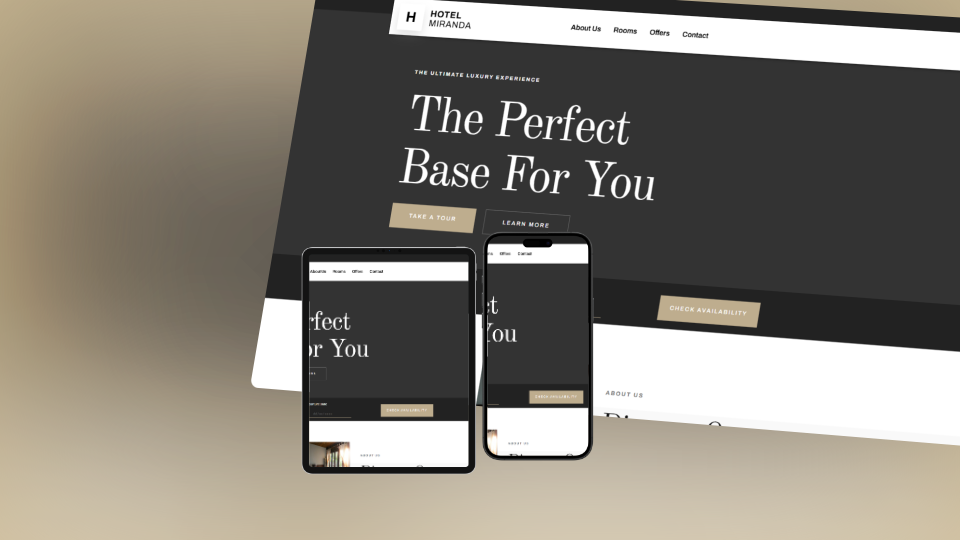 H
HOTEL
MIRANDA
About Us Rooms Offers Contact
THE ULTIMATE LUXURY EXPERIENCE
The Perfect
Base For You
TAKE A TOUR LEARN MORE
CHECK AVAILABILITY
ABOUT US
About Us Rooms Offers Contact
rfect
or You
CHECK AVAILABILITY
ABOUT US
Offers Contact
ct
You
CHECK AVAILABILITY
ABOUT US